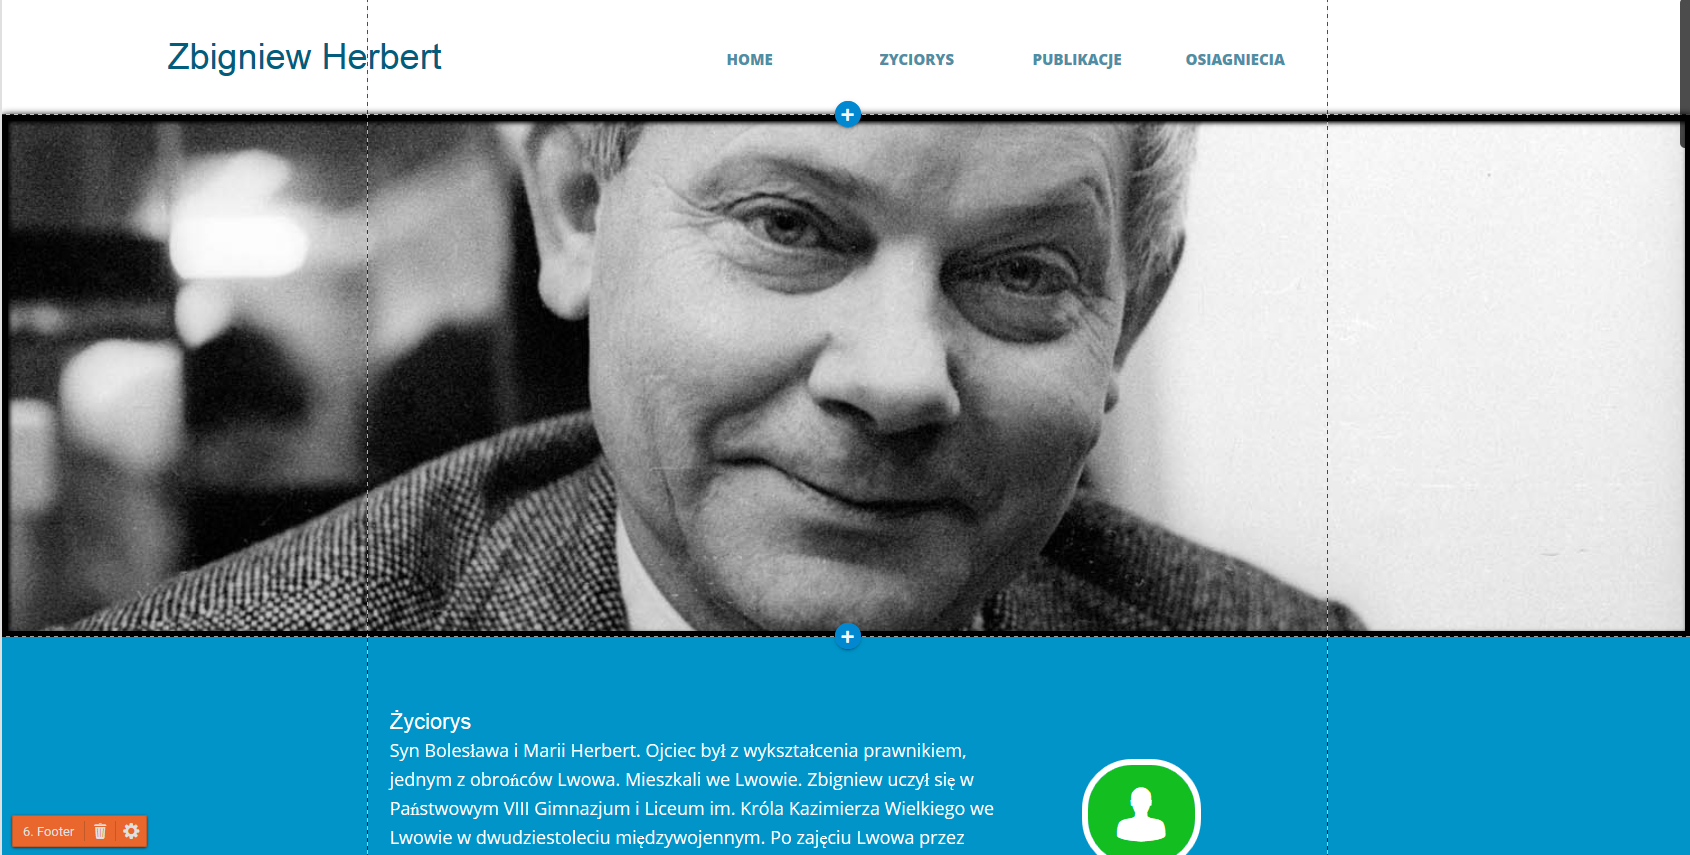 Zbigniew Herbert
HOME ZYCIORYS PUBLIKACJE OSIAGNIECIA
Życiorys
Syn Bolesława i Marii Herbert. Ojciec był z wykształcenia prawnikiem,
jednym z obrońców Lwowa. Mieszkali we Lwowie. Zbigniew uczył się w
Państwowym VIII Gimnazjum i Liceum im. Króla Kazimierza Wielkiego we
Lwowie w dwudziestoleciu międzywojennym. Po zajęciu Lwowa przez
6. Footer